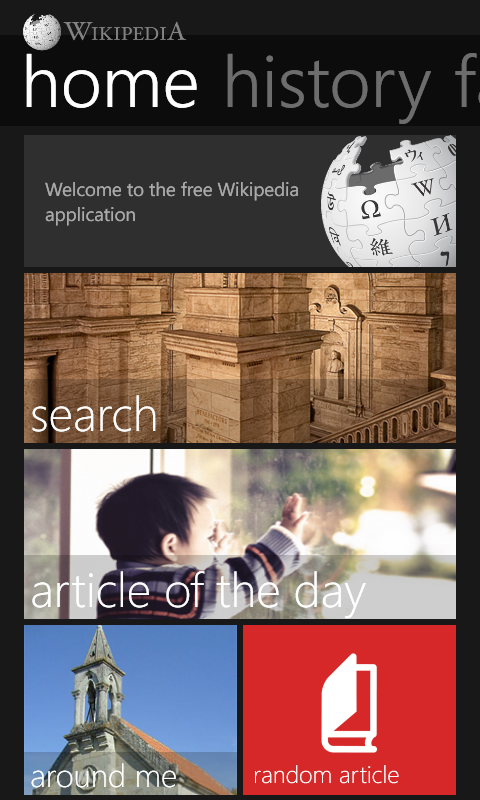 WIKIPEDIA
home history fa
Welcome to the free Wikipedia
application
Ω
W
И
維
search
article of the day
around me
random article